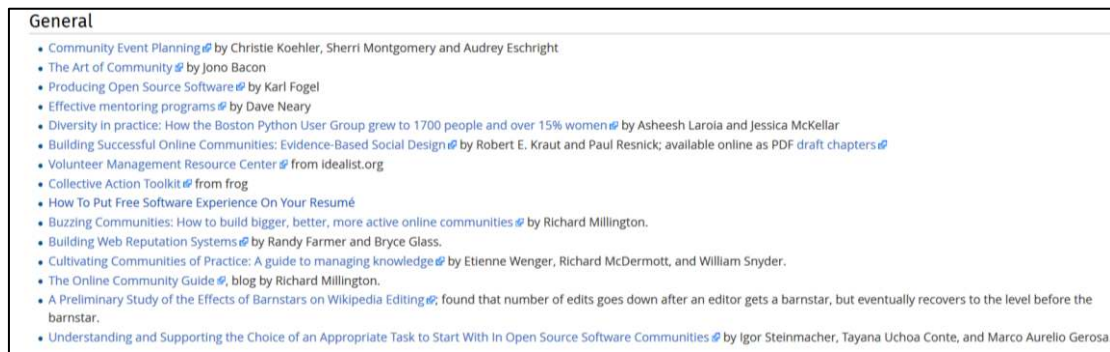 General
• Community Event Planning by Christie Koehler, Sherri Montgomery and Audrey Eschright
• The Art of Community by Jono Bacon
• Producing Open Source Software by Karl Fogel
• Effective mentoring programs by Dave Neary
• Diversity in practice: How the Boston Python User Group grew to 1700 people and over 15% women by Asheesh Laroia and Jessica McKellar
• Building Successful Online Communities: Evidence-Based Social Design by Robert E. Kraut and Paul Resnick; available online as PDF draft chapters
• Volunteer Management Resource Center from idealist.org
• Collective Action Toolkit from frog
• How To Put Free Software Experience On Your Resumé
• Buzzing Communities: How to build bigger, better, more active online communities by Richard Millington.
• Building Web Reputation Systems by Randy Farmer and Bryce Glass.
• Cultivating Communities of Practice: A guide to managing knowledge by Etienne Wenger, Richard McDermott, and William Snyder.
• The Online Community Guide, blog by Richard Millington.
• A Preliminary Study of the Effects of Barnstars on Wikipedia Editing; found that number of edits goes down after an editor gets a barnstar, but eventually recovers to the level before the
barnstar.
• Understanding and Supporting the Choice of an Appropriate Task to Start With In Open Source Software Communities by Igor Steinmacher, Tayana Uchoa Conte, and Marco Aurelio Gerosa